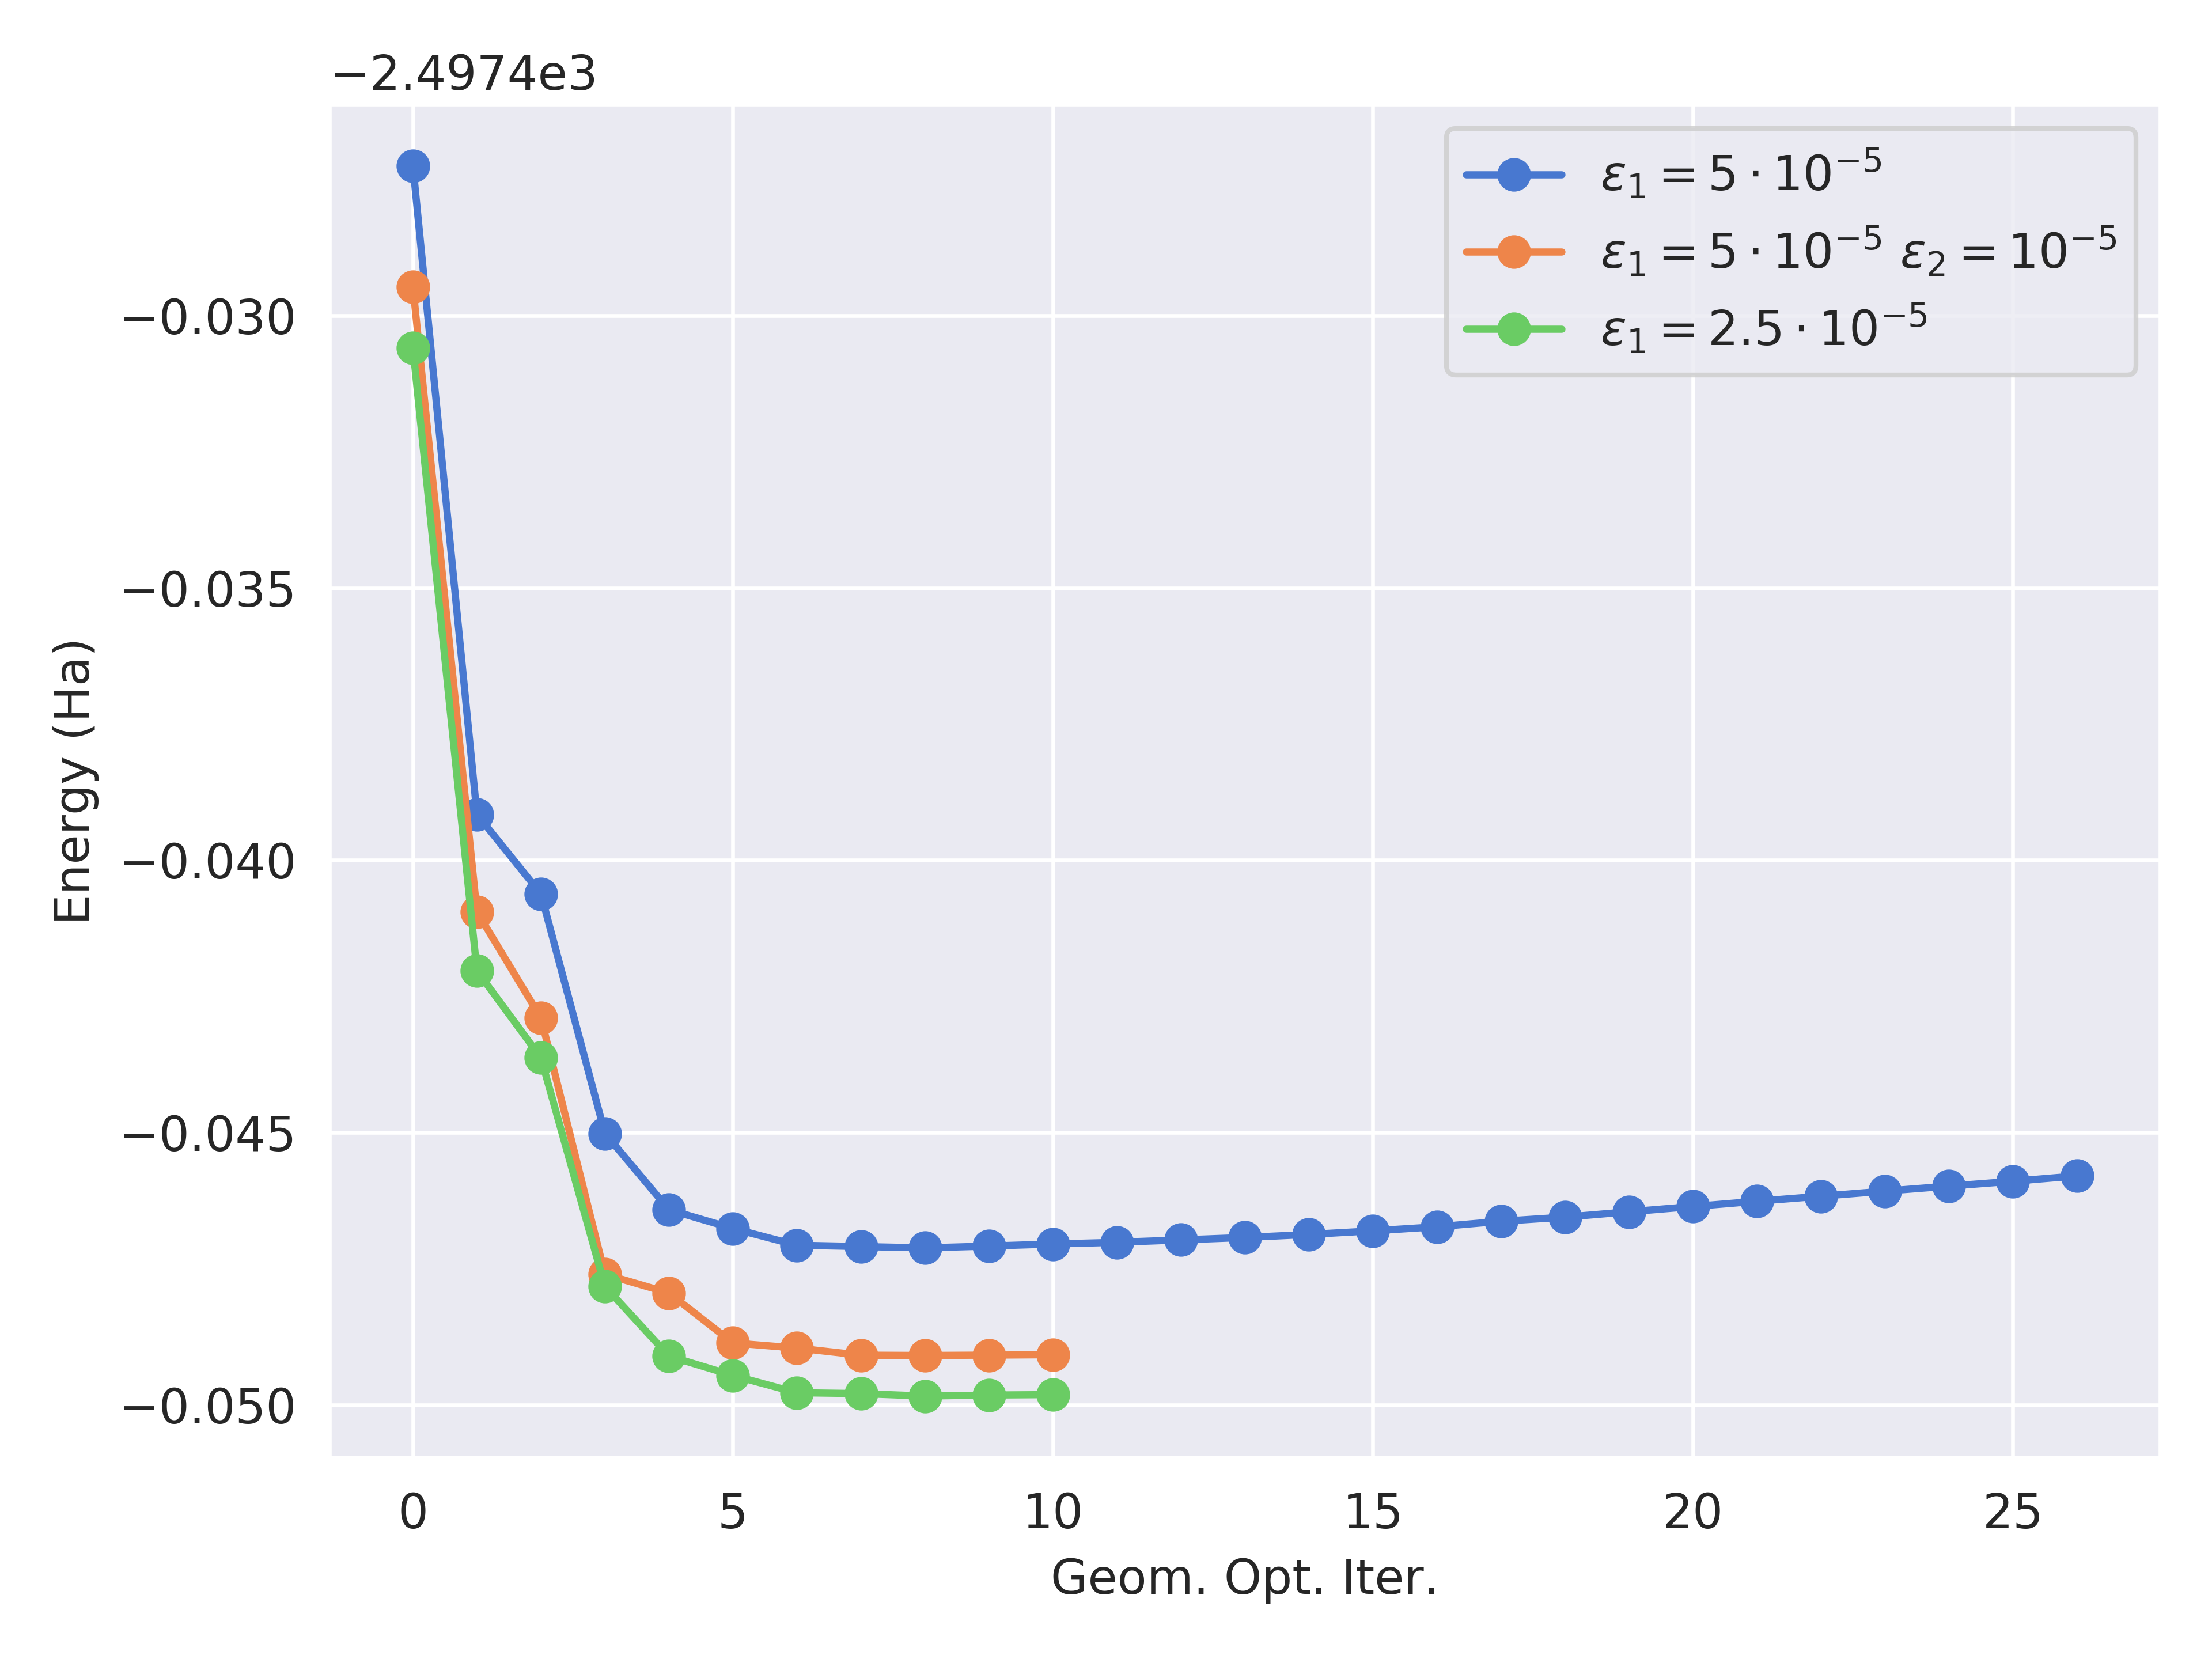 −2.4974e3
ε₁ = 5 · 10⁻⁵
ε₁ = 5 · 10⁻⁵ ε₂ = 10⁻⁵
ε₁ = 2.5 · 10⁻⁵
−0.030
−0.035
−0.040
−0.045
−0.050
Energy (Ha)
0 5 10 15 20 25
Geom. Opt. Iter.